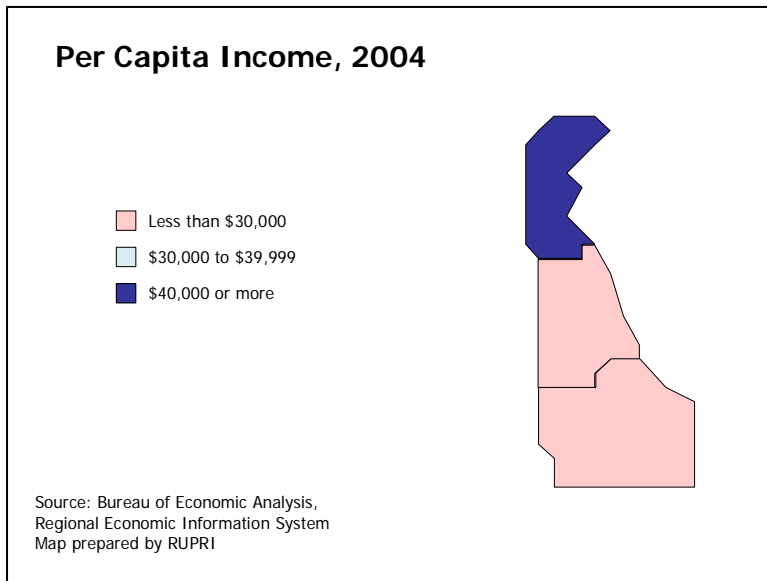 Per Capita Income, 2004
Less than $30,000
$30,000 to $39,999
$40,000 or more
Source: Bureau of Economic Analysis,
Regional Economic Information System
Map prepared by RUPRI